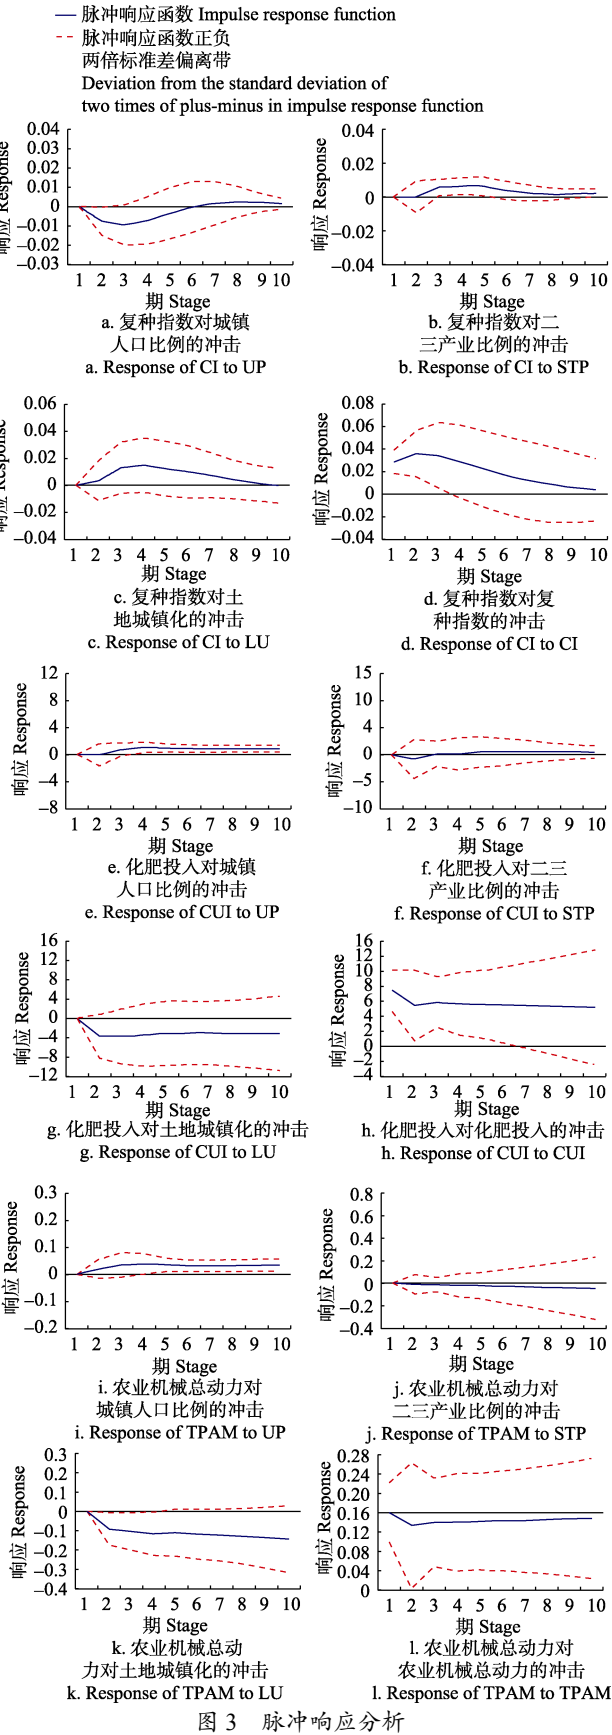 脉冲响应函数 Impulse response function
脉冲响应函数正负
两倍标准差偏离带
Deviation from the standard deviation of
two times of plus-minus in impulse response function
响应 Response
0.04
0.03
0.02
0.01
0
–0.01
–0.02
–0.03
1 2 3 4 5 6 7 8 9 10
期 Stage
a. 复种指数对城镇
人口比例的冲击
a. Response of CI to UP
响应 Response
0.04
0.02
0
–0.02
–0.04
1 2 3 4 5 6 7 8 9 10
期 Stage
b. 复种指数对二
三产业比例的冲击
b. Response of CI to STP
响应 Response
0.06
0.04
0.02
0
–0.02
–0.04
1 2 3 4 5 6 7 8 9 10
期 Stage
c. 复种指数对土
地城镇化的冲击
c. Response of CI to LU
响应 Response
0.08
0.06
0.04
0.02
0
–0.02
–0.04
1 2 3 4 5 6 7 8 9 10
期 Stage
d. 复种指数对复
种指数的冲击
d. Response of CI to CI
响应 Response
12
8
4
0
–4
–8
1 2 3 4 5 6 7 8 9 10
期 Stage
e. 化肥投入对城镇
人口比例的冲击
e. Response of CUI to UP
响应 Response
15
10
4
0
–5
–10
1 2 3 4 5 6 7 8 9 10
期 Stage
f. 化肥投入对二三
产业比例的冲击
f. Response of CUI to STP
响应 Response
16
12
8
4
0
–4
–8
–12
1 2 3 4 5 6 7 8 9 10
期 Stage
g. 化肥投入对土地城镇化的冲击
g. Response of CUI to LU
响应 Response
16
12
10
8
6
4
2
0
–2
–4
1 2 3 4 5 6 7 8 9 10
期 Stage
h. 化肥投入对化肥投入的冲击
h. Response of CUI to CUI
响应 Response
0.3
0.2
0.1
0
–0.1
–0.2
1 2 3 4 5 6 7 8 9 10
期 Stage
i. 农业机械总动力对
城镇人口比例的冲击
i. Response of TPAM to UP
响应 Response
0.8
0.6
0.4
0.2
0
–0.2
–0.4
1 2 3 4 5 6 7 8 9 10
期 Stage
j. 农业机械总动力对
二三产业比例的冲击
j. Response of TPAM to STP
响应 Response
0.3
0.2
0.1
0
–0.1
–0.2
–0.3
–0.4
1 2 3 4 5 6 7 8 9 10
期 Stage
k. 农业机械总动
力对土地城镇化的冲击
k. Response of TPAM to LU
响应 Response
0.28
0.24
0.20
0.16
0.12
0.08
0.04
0
1 2 3 4 5 6 7 8 9 10
期 Stage
l. 农业机械总动力对
农业机械总动力的冲击
l. Response of TPAM to TPAM
图 3 脉冲响应分析